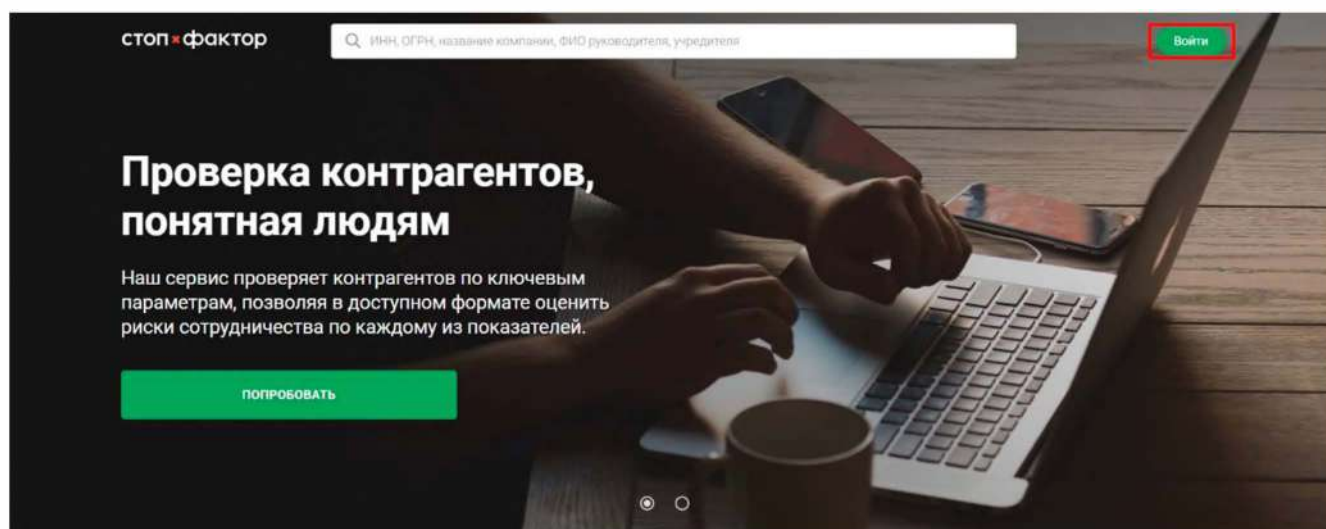 стоп×фактор
ИНН, ОГРН, название компании, ФИО руководителя, учредителя
Войти
Проверка контрагентов,
понятная людям
Наш сервис проверяет контрагентов по ключевым
параметрам, позволяя в доступном формате оценить
риски сотрудничества по каждому из показателей.
ПОПРОБОВАТЬ